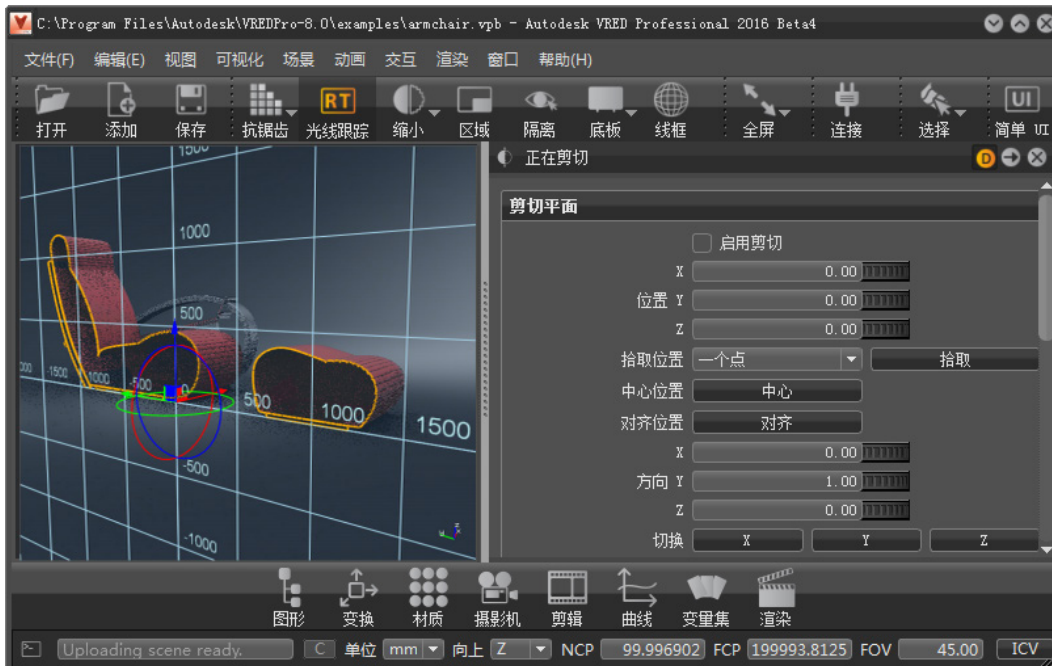 C:\Program Files\Autodesk\VREDPro-8.0\examples\armchair.vpb - Autodesk VRED Professional 2016 Beta4
文件(F) 编辑(E) 视图 可视化 场景 动画 交互 渲染 窗口 帮助(H)
RT UI
打开 添加 保存 抗锯齿 光线跟踪 缩小 区域 隔离 底板 线框 全屏 连接 选择 简单 UI
正在剪切 D
剪切平面
启用剪切
X 0.00
位置 Y 0.00
Z 0.00
拾取位置 一个点 拾取
中心位置 中心
对齐位置 对齐
X 0.00
方向 Y 1.00
Z 0.00
切换 X Y Z
1500
1000
500
-1500 1000 -500 0 500 1000 1500
-500
-1000
图形 变换 材质 摄影机 剪辑 曲线 变量集 渲染
Uploading scene ready. C 单位 mm 向上 Z NCP 99.996902 FCP 199993.8125 FOV 45.00 ICV